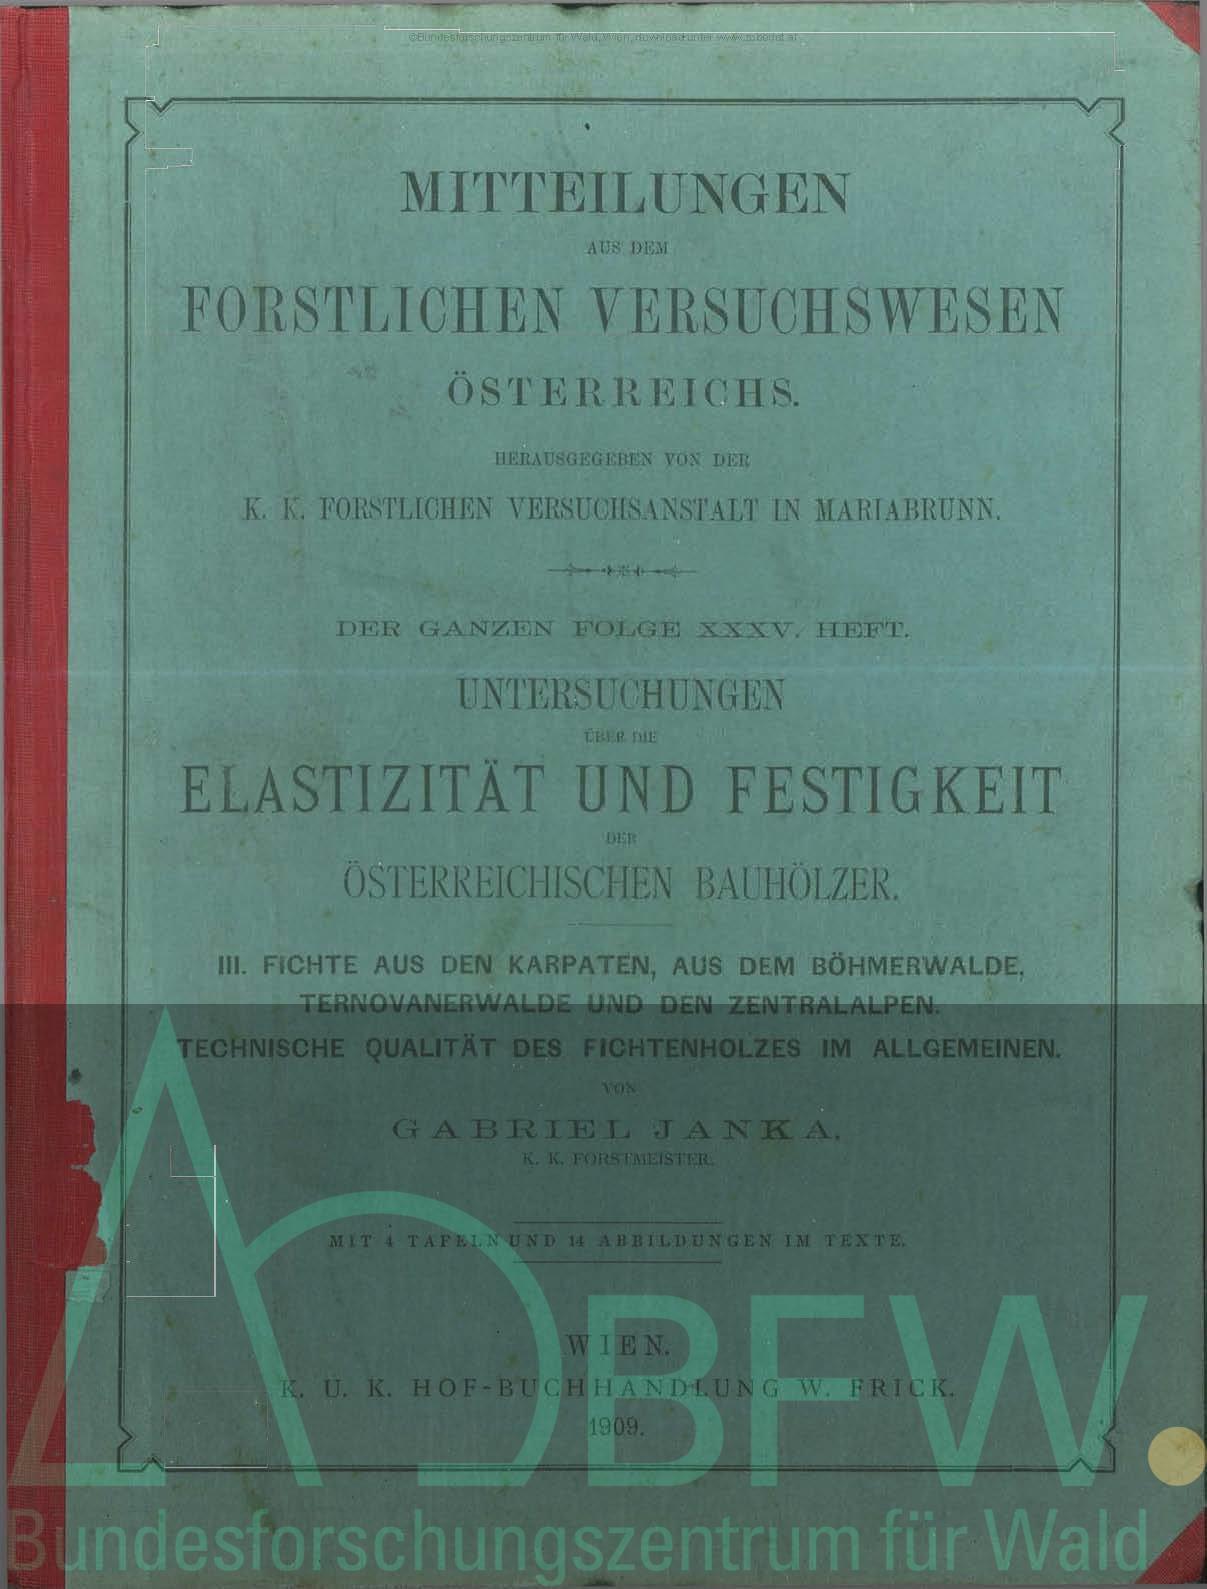 ©Bundesforschungszentrum für Wald, Wien, download unter www.zobodat.at
MITTEILUNGEN
AUS DEM
FORSTLICHEN VERSUCHSWESEN
ÖSTERREICHS.
HERAUSGEGEBEN VON DER
K. K. FORSTLICHEN VERSUCHSANSTALT IN MARIABRUNN.
DER GANZEN FOLGE XXXV. HEFT.
UNTERSUCHUNGEN
ÜBER DIE
ELASTIZITÄT UND FESTIGKEIT
DER
ÖSTERREICHISCHEN BAUHÖLZER.
III. FICHTE AUS DEN KARPATEN, AUS DEM BÖHMERWALDE,
TERNOVANERWALDE UND DEN ZENTRALALPEN.
TECHNISCHE QUALITÄT DES FICHTENHOLZES IM ALLGEMEINEN.
VON
GABRIEL JANKA,
K. K. FORSTMEISTER.
MIT 4 TAFELN UND 14 ABBILDUNGEN IM TEXTE.
WIEN.
K. U. K. HOF-BUCHHANDLUNG W. FRICK.
1909.
BFW
Bundesforschungszentrum für Wald